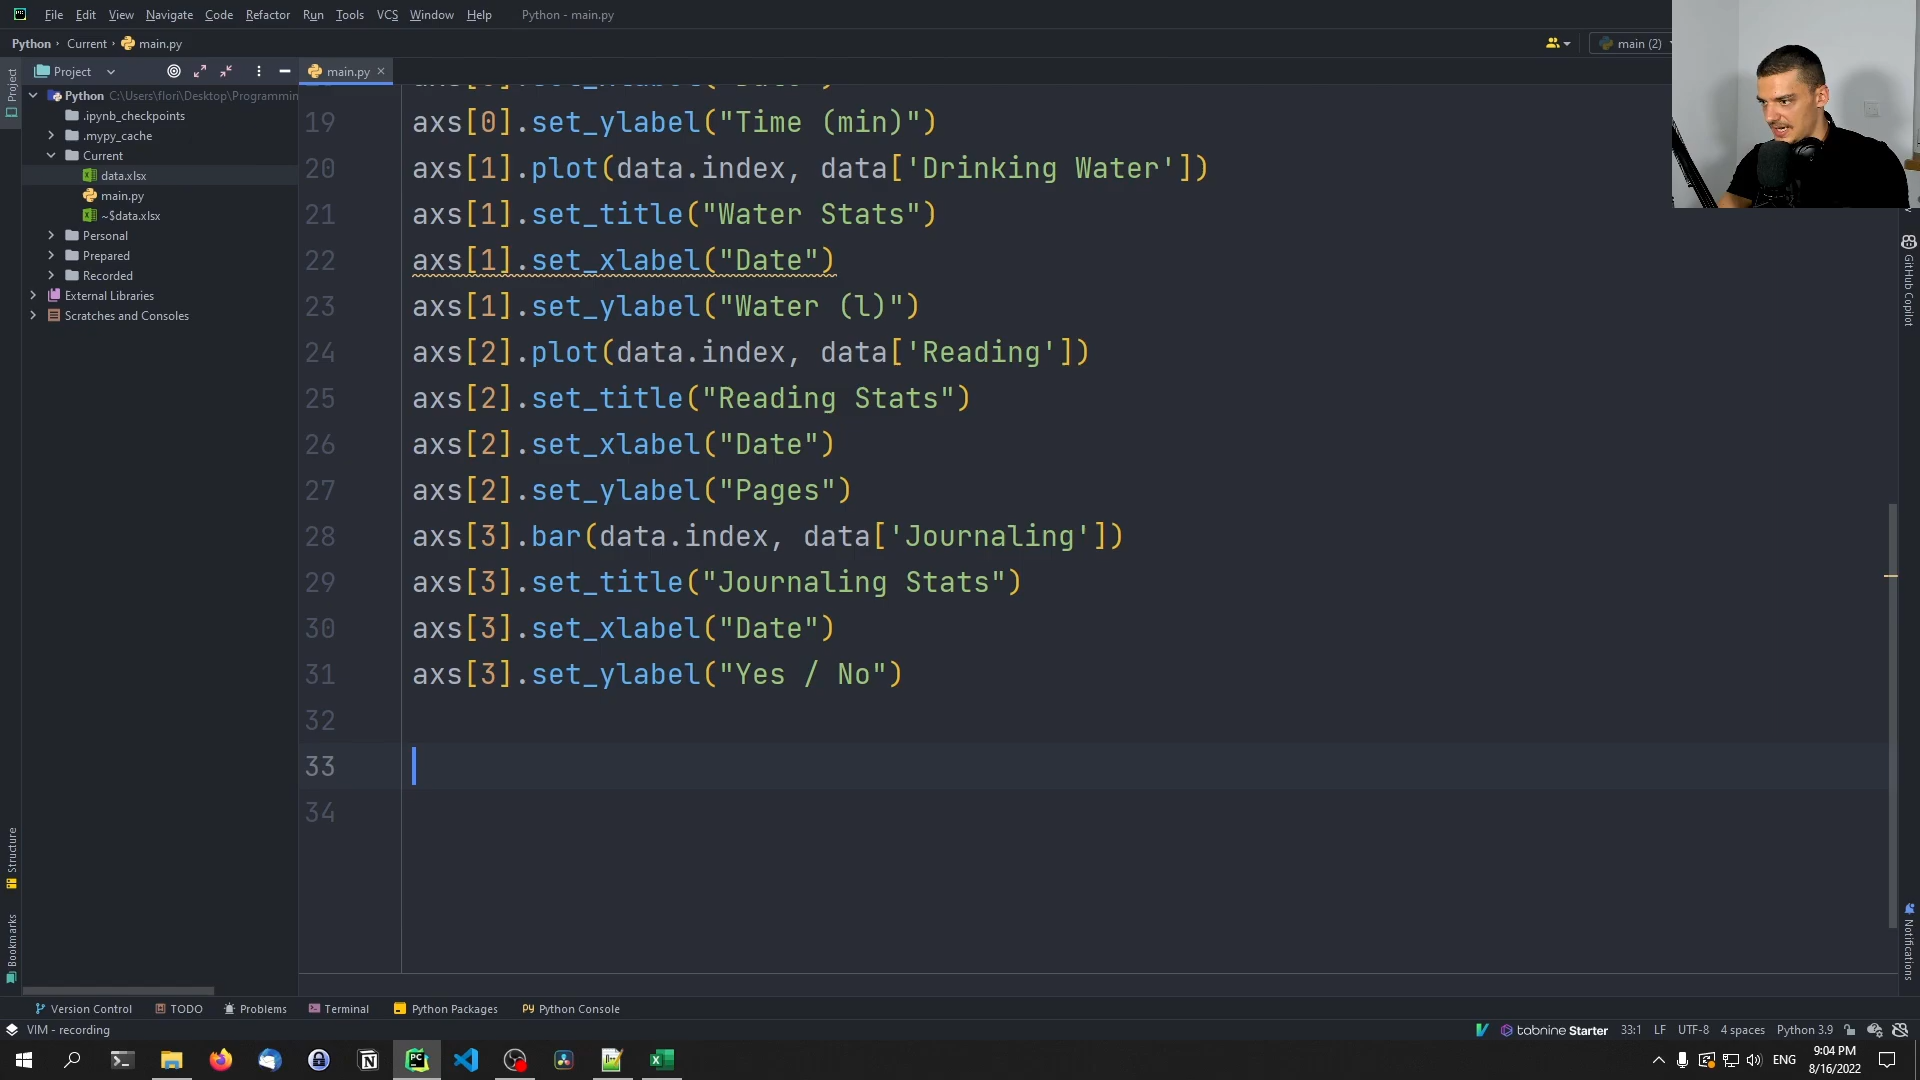 File Edit View Navigate Code Refactor Run Tools VCS Window Help Python - main.py
Python › Current › main.py
main (2)
Project
main.py ×
Project
Python C:\Users\flori\Desktop\Programmin
.ipynb_checkpoints
.mypy_cache
Current
data.xlsx
main.py
~$data.xlsx
Personal
Prepared
Recorded
External Libraries
Scratches and Consoles
19 axs[0].set_ylabel("Time (min)")
20 axs[1].plot(data.index, data['Drinking Water'])
21 axs[1].set_title("Water Stats")
22 axs[1].set_xlabel("Date")
23 axs[1].set_ylabel("Water (l)")
24 axs[2].plot(data.index, data['Reading'])
25 axs[2].set_title("Reading Stats")
26 axs[2].set_xlabel("Date")
27 axs[2].set_ylabel("Pages")
28 axs[3].bar(data.index, data['Journaling'])
29 axs[3].set_title("Journaling Stats")
30 axs[3].set_xlabel("Date")
31 axs[3].set_ylabel("Yes / No")
32
33
34
GitHub Copilot
Notifications
Structure
Bookmarks
Version Control TODO Problems Terminal Python Packages Python Console
VIM - recording
tabnine Starter 33:1 LF UTF-8 4 spaces Python 3.9
ENG
9:04 PM
8/16/2022